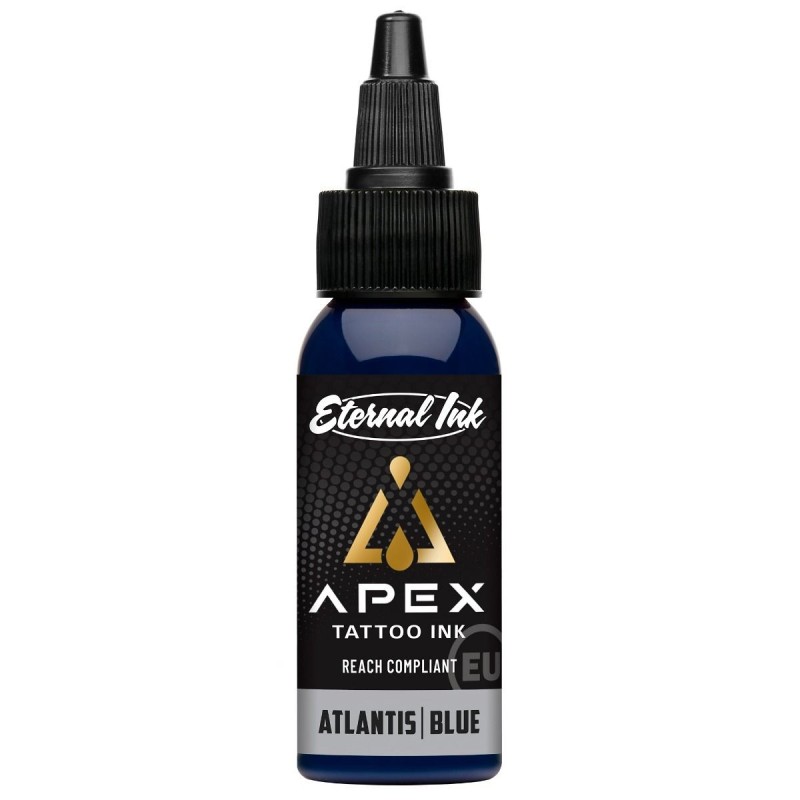 Eternal Ink
APEX
TATTOO INK
REACH COMPLIANT EU
ATLANTIS|BLUE